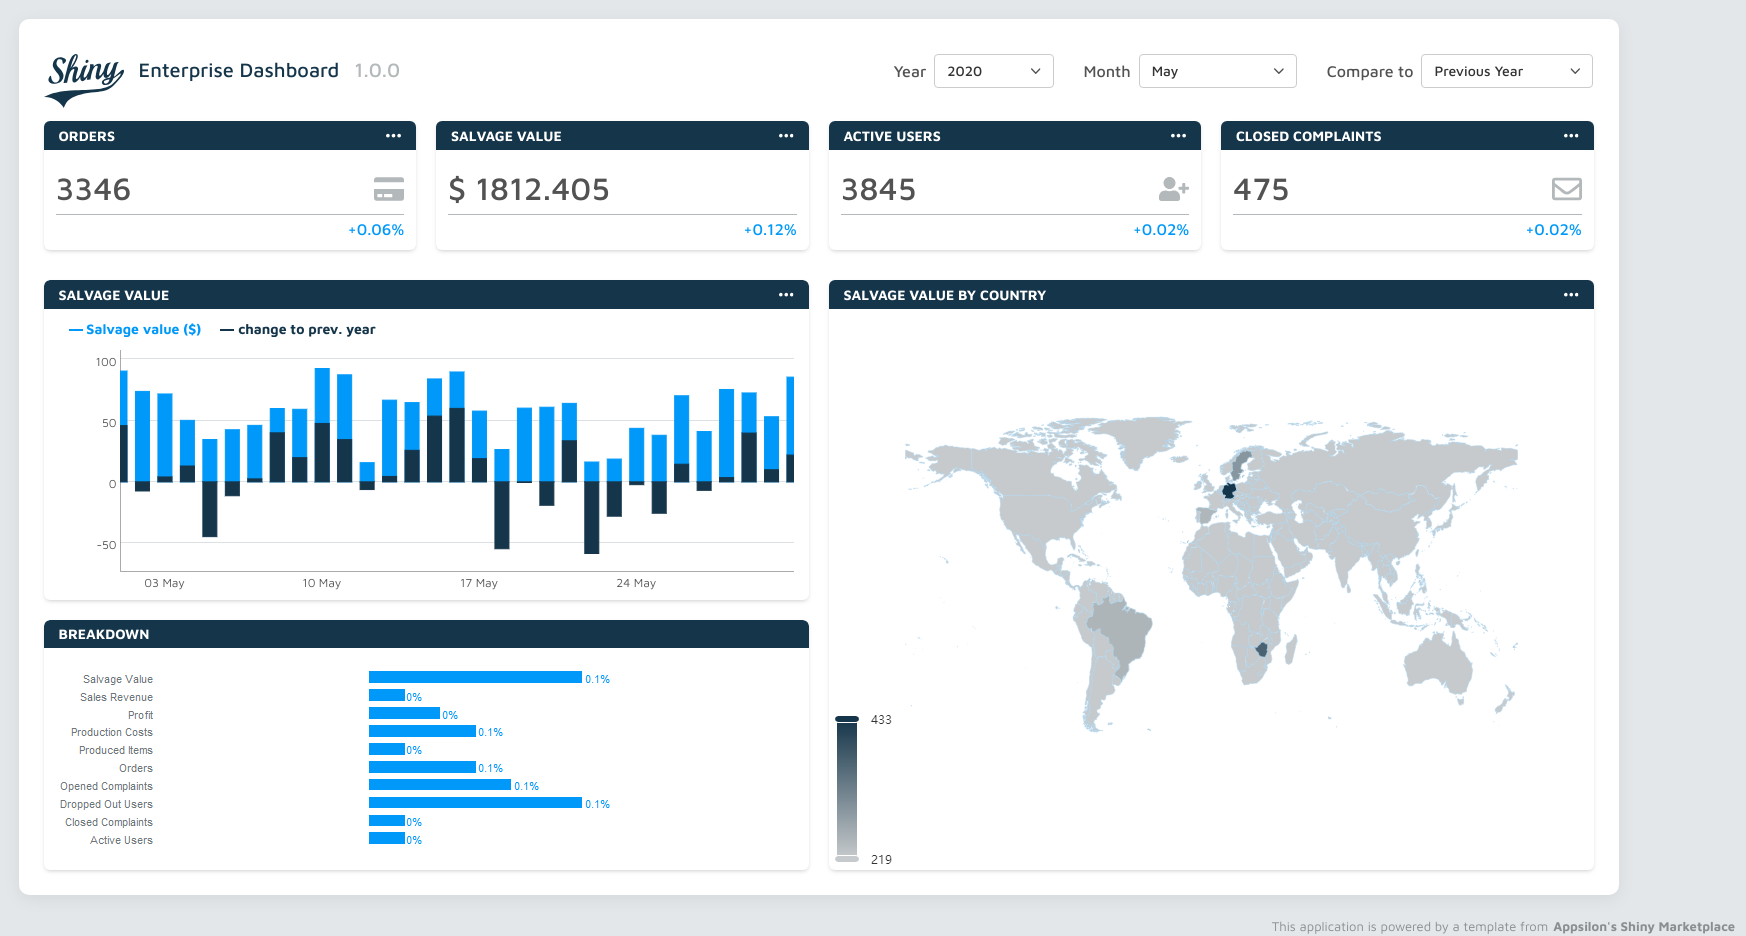 Shiny Enterprise Dashboard 1.0.0 Year 2020 Month May Compare to Previous Year
ORDERS
3346
+0.06%
SALVAGE VALUE
$ 1812.405
+0.12%
ACTIVE USERS
3845
+0.02%
CLOSED COMPLAINTS
475
+0.02%
SALVAGE VALUE
Salvage value ($) change to prev. year
100
50
0
-50
03 May 10 May 17 May 24 May
BREAKDOWN
Salvage Value 0.1%
Sales Revenue 0%
Profit 0%
Production Costs 0.1%
Produced Items 0%
Orders 0.1%
Opened Complaints 0.1%
Dropped Out Users 0.1%
Closed Complaints 0%
Active Users 0%
SALVAGE VALUE BY COUNTRY
433
219
This application is powered by a template from Appsilon's Shiny Marketplace